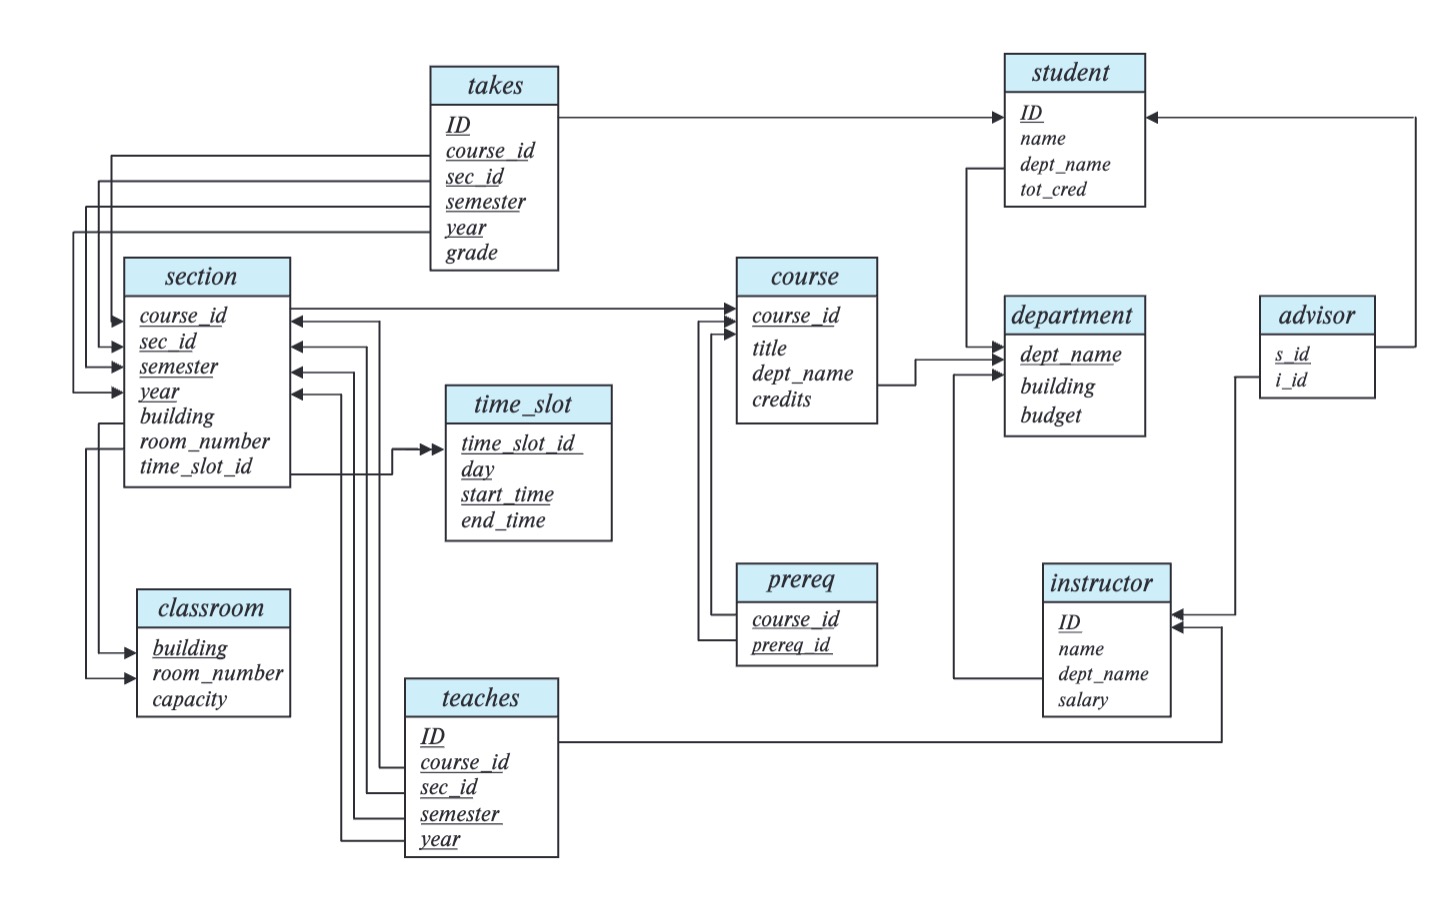 takes
ID
course_id
sec_id
semester
year
grade
student
ID
name
dept_name
tot_cred
section
course_id
sec_id
semester
year
building
room_number
time_slot_id
course
course_id
title
dept_name
credits
department
dept_name
building
budget
advisor
s_id
i_id
time_slot
time_slot_id
day
start_time
end_time
prereq
course_id
prereq_id
instructor
ID
name
dept_name
salary
classroom
building
room_number
capacity
teaches
ID
course_id
sec_id
semester
year